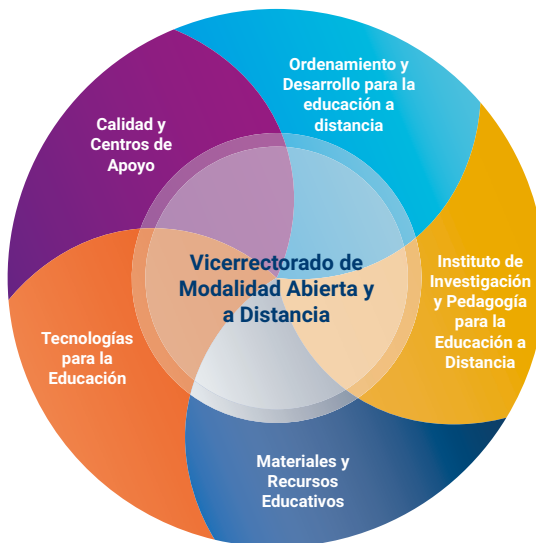 Ordenamiento y
Desarrollo para la
educación a
distancia
Calidad y
Centros de
Apoyo
Vicerrectorado de
Modalidad Abierta y
a Distancia
Instituto de
Investigación
y Pedagogía
para la
Educación a
Distancia
Tecnologías
para la
Educación
Materiales y
Recursos
Educativos